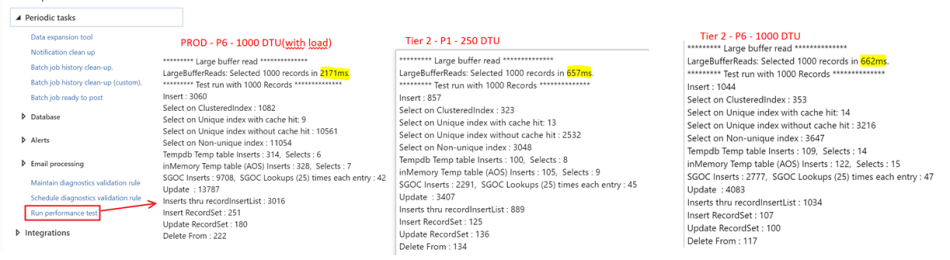 Periodic tasks
Data expansion tool
Notification clean up
Batch job history clean-up.
Batch job history clean-up (custom).
Batch job ready to post
Database
Alerts
Email processing
Maintain diagnostics validation rule
Schedule diagnostics validation rule
Run performance test
Integrations
PROD - P6 - 1000 DTU(with load)
********* Large buffer read **************
LargeBufferReads: Selected 1000 records in 2171ms.
********* Test run with 1000 Records **************
Insert : 3060
Select on ClusteredIndex : 1082
Select on Unique index with cache hit: 9
Select on Unique index without cache hit : 10561
Select on Non-unique index : 11054
Tempdb Temp table Inserts : 314,  Selects : 6
inMemory Temp table (AOS) Inserts : 328,  Selects : 7
SGOC Inserts : 9708,  SGOC Lookups (25) times each entry : 42
Update  : 13787
Inserts thru recordInsertList : 3016
Insert RecordSet : 251
Update RecordSet : 180
Delete From : 222
Tier 2 - P1 - 250 DTU
********* Large buffer read **************
LargeBufferReads: Selected 1000 records in 657ms.
********* Test run with 1000 Records **************
Insert : 857
Select on ClusteredIndex : 323
Select on Unique index with cache hit: 13
Select on Unique index without cache hit : 2532
Select on Non-unique index : 3048
Tempdb Temp table Inserts : 100,  Selects : 8
inMemory Temp table (AOS) Inserts : 105,  Selects : 9
SGOC Inserts : 2291,  SGOC Lookups (25) times each entry : 45
Update  : 3407
Inserts thru recordInsertList : 889
Insert RecordSet : 125
Update RecordSet : 136
Delete From : 134
Tier 2 - P6 - 1000 DTU
********* Large buffer read **************
LargeBufferReads: Selected 1000 records in 662ms.
********* Test run with 1000 Records **************
Insert : 1044
Select on ClusteredIndex : 353
Select on Unique index with cache hit: 14
Select on Unique index without cache hit : 3216
Select on Non-unique index : 3647
Tempdb Temp table Inserts : 109,  Selects : 14
inMemory Temp table (AOS) Inserts : 122,  Selects : 15
SGOC Inserts : 2777,  SGOC Lookups (25) times each entry : 47
Update  : 4083
Inserts thru recordInsertList : 1034
Insert RecordSet : 107
Update RecordSet : 100
Delete From : 117